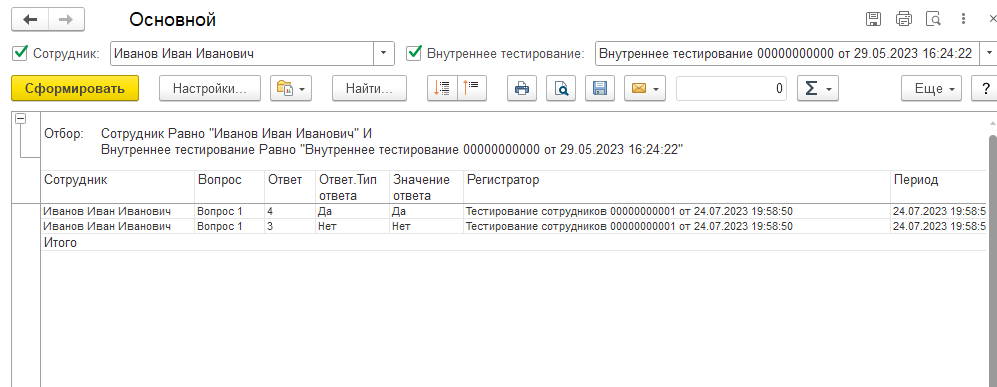 Основной
Сотрудник: Иванов Иван Иванович Внутреннее тестирование: Внутреннее тестирование 00000000000 от 29.05.2023 16:24:22
Сформировать Настройки... Найти... 0 Σ Еще ?
Отбор: Сотрудник Равно "Иванов Иван Иванович" И
Внутреннее тестирование Равно "Внутреннее тестирование 00000000000 от 29.05.2023 16:24:22"
Сотрудник Вопрос Ответ Ответ.Тип ответа Значение ответа Регистратор Период
Иванов Иван Иванович Вопрос 1 4 Да Да Тестирование сотрудников 00000000001 от 24.07.2023 19:58:50 24.07.2023 19:58:5
Иванов Иван Иванович Вопрос 1 3 Нет Нет Тестирование сотрудников 00000000001 от 24.07.2023 19:58:50 24.07.2023 19:58:5
Итого